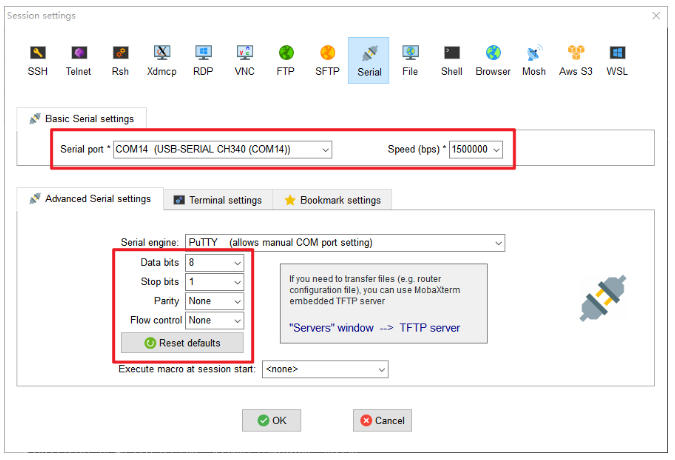 Session settings
SSH Telnet Rsh Xdmcp RDP VNC FTP SFTP Serial File Shell Browser Mosh Aws S3 WSL
Basic Serial settings
Serial port * COM14 (USB-SERIAL CH340 (COM14)) Speed (bps) * 1500000
Advanced Serial settings Terminal settings Bookmark settings
Serial engine: PuTTY (allows manual COM port setting)
Data bits 8
Stop bits 1
Parity None
Flow control None
Reset defaults
If you need to transfer files (e.g. router
configuration file), you can use MobaXterm
embedded TFTP server
"Servers" window --> TFTP server
Execute macro at session start: <none>
OK Cancel